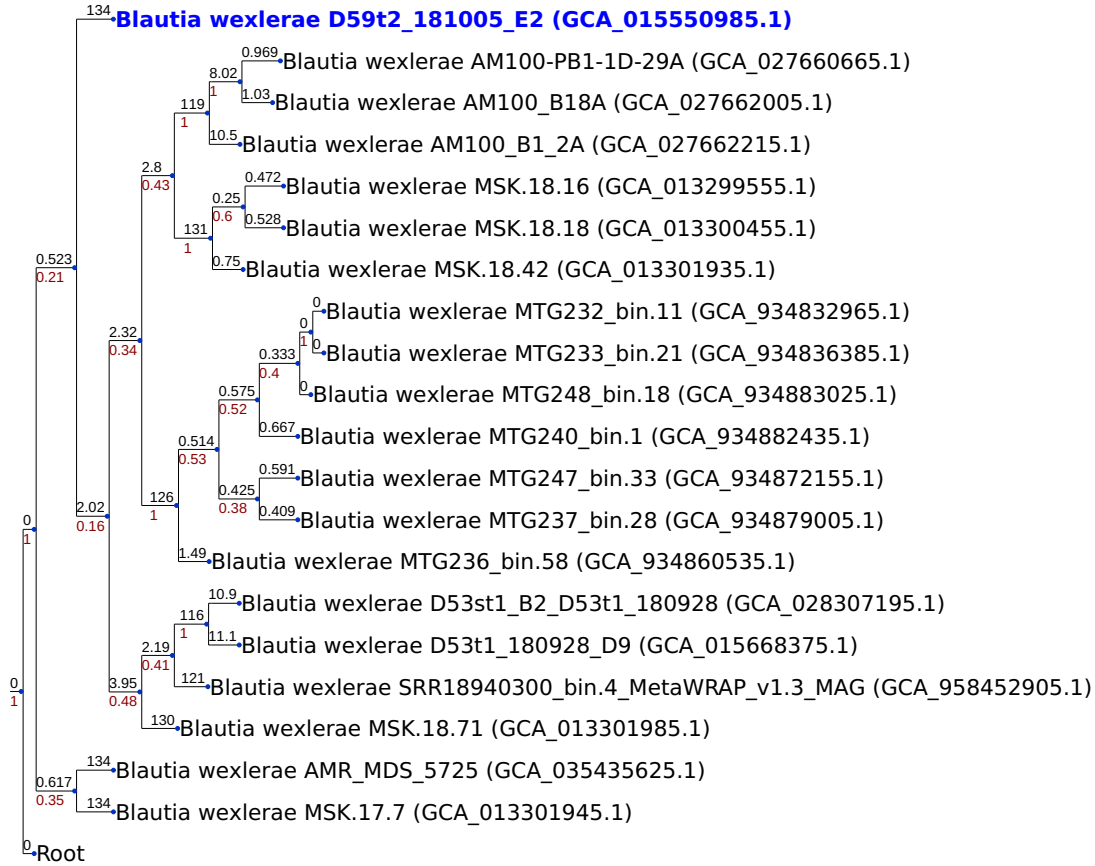 134 Blautia wexlerae D59t2_181005_E2 (GCA_015550985.1)
0.969 Blautia wexlerae AM100-PB1-1D-29A (GCA_027660665.1)
8.02
1
1.03 Blautia wexlerae AM100_B18A (GCA_027662005.1)
119
1
10.5 Blautia wexlerae AM100_B1_2A (GCA_027662215.1)
2.8
0.43
0.472 Blautia wexlerae MSK.18.16 (GCA_013299555.1)
0.25
0.6
0.528 Blautia wexlerae MSK.18.18 (GCA_013300455.1)
131
1
0.75 Blautia wexlerae MSK.18.42 (GCA_013301935.1)
0.523
0.21
0 Blautia wexlerae MTG232_bin.11 (GCA_934832965.1)
0
1
2.32
0.34
0 Blautia wexlerae MTG233_bin.21 (GCA_934836385.1)
0.333
0.4
0 Blautia wexlerae MTG248_bin.18 (GCA_934883025.1)
0.575
0.52
0.667 Blautia wexlerae MTG240_bin.1 (GCA_934882435.1)
0.514
0.53
0.591 Blautia wexlerae MTG247_bin.33 (GCA_934872155.1)
0.425
0.38
126
1
0.409 Blautia wexlerae MTG237_bin.28 (GCA_934879005.1)
2.02
0.16
0
1
1.49 Blautia wexlerae MTG236_bin.58 (GCA_934860535.1)
10.9 Blautia wexlerae D53st1_B2_D53t1_180928 (GCA_028307195.1)
116
1
11.1 Blautia wexlerae D53t1_180928_D9 (GCA_015668375.1)
2.19
0.41
121 Blautia wexlerae SRR18940300_bin.4_MetaWRAP_v1.3_MAG (GCA_958452905.1)
3.95
0.48
0
1
130 Blautia wexlerae MSK.18.71 (GCA_013301985.1)
134 Blautia wexlerae AMR_MDS_5725 (GCA_035435625.1)
0.617
0.35
134 Blautia wexlerae MSK.17.7 (GCA_013301945.1)
0 Root